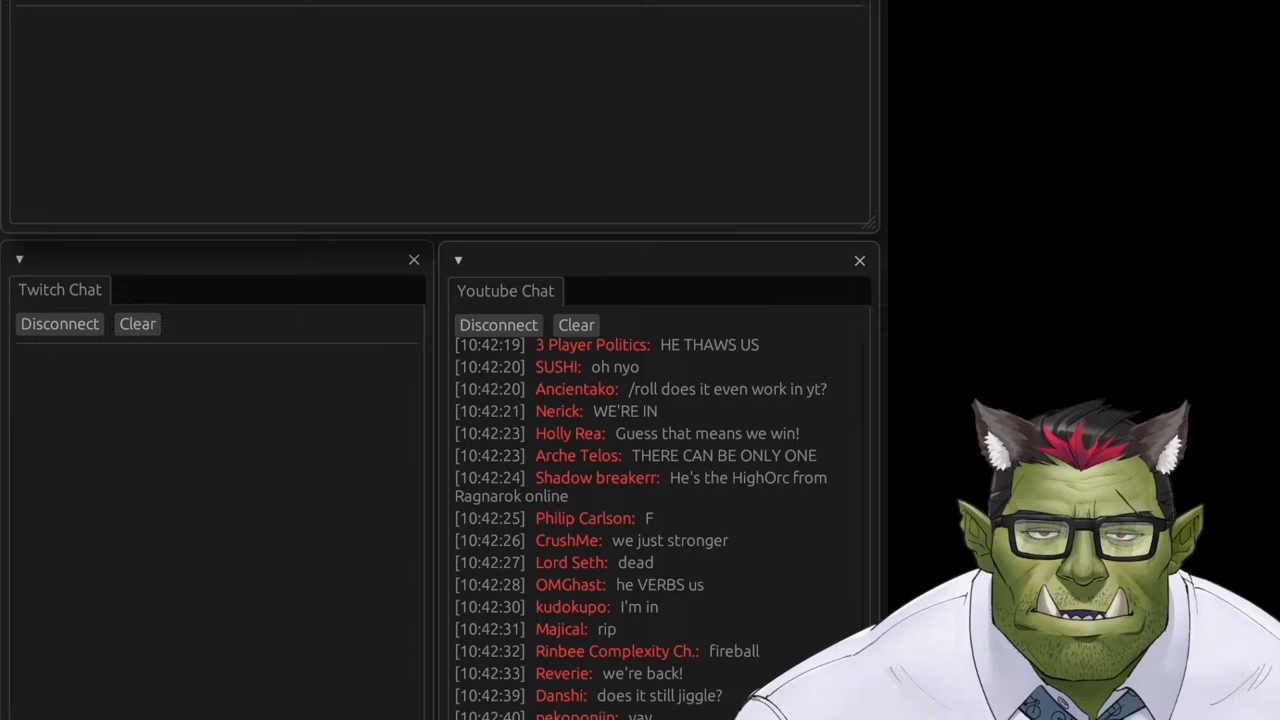 Twitch Chat
Disconnect Clear
Youtube Chat
Disconnect Clear
[10:42:19] 3 Player Politics: HE THAWS US
[10:42:20] SUSHI: oh nyo
[10:42:20] Ancientako: /roll does it even work in yt?
[10:42:21] Nerick: WE'RE IN
[10:42:23] Holly Rea: Guess that means we win!
[10:42:23] Arche Telos: THERE CAN BE ONLY ONE
[10:42:24] Shadow breakerr: He's the HighOrc from
Ragnarok online
[10:42:25] Philip Carlson: F
[10:42:26] CrushMe: we just stronger
[10:42:27] Lord Seth: dead
[10:42:28] OMGhast: he VERBS us
[10:42:30] kudokupo: I'm in
[10:42:31] Majical: rip
[10:42:32] Rinbee Complexity Ch.: fireball
[10:42:33] Reverie: we're back!
[10:42:39] Danshi: does it still jiggle?
[10:42:40] yay